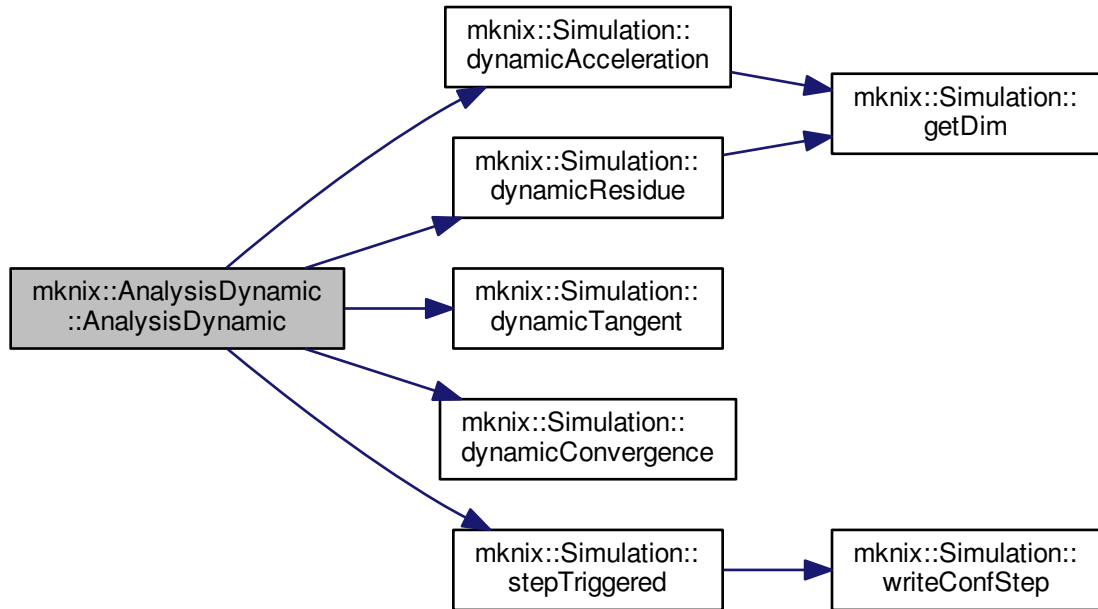 mknix::AnalysisDynamic
::AnalysisDynamic
mknix::Simulation::
dynamicAcceleration
mknix::Simulation::
dynamicResidue
mknix::Simulation::
dynamicTangent
mknix::Simulation::
dynamicConvergence
mknix::Simulation::
stepTriggered
mknix::Simulation::
getDim
mknix::Simulation::
writeConfStep